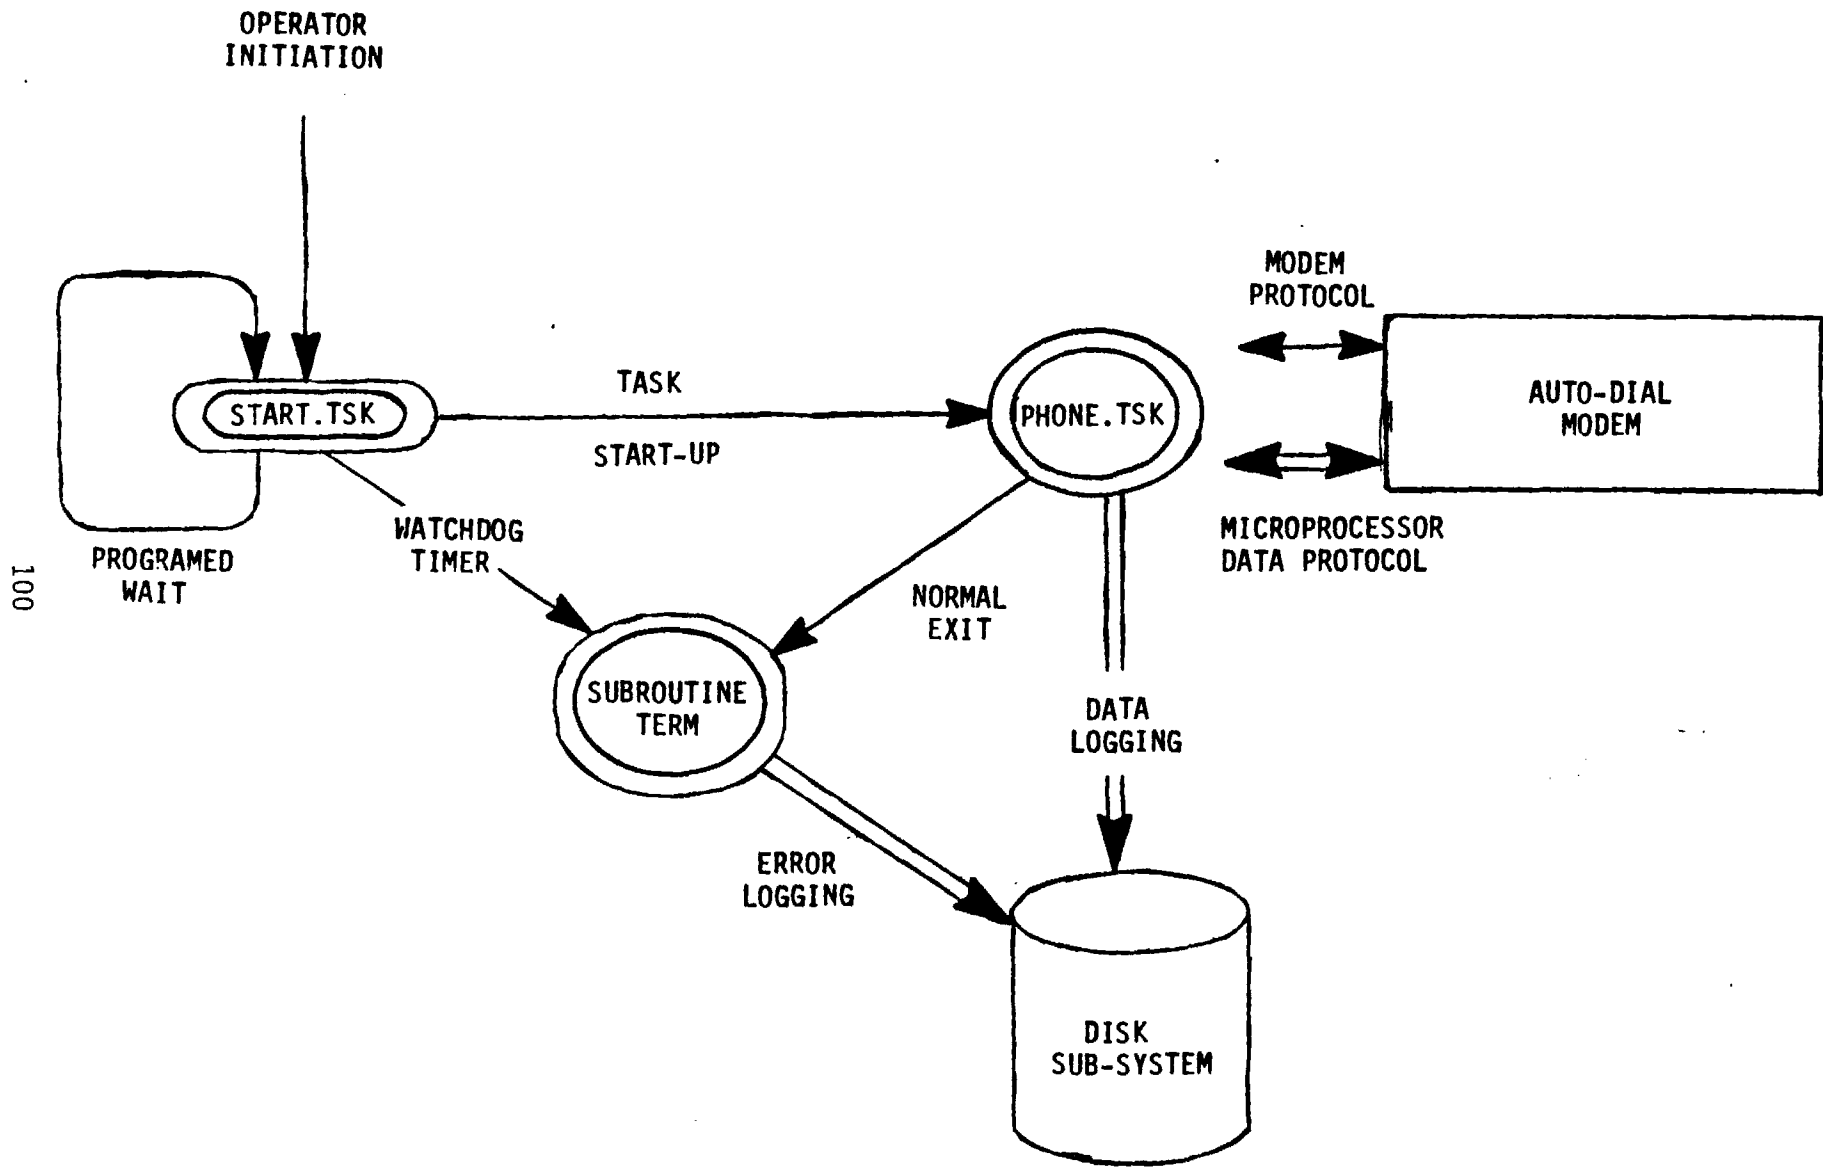 OPERATOR
INITIATION
MODEM
PROTOCOL
TASK
START.TSK
PHONE.TSK
AUTO-DIAL
MODEM
START-UP
WATCHDOG
TIMER
MICROPROCESSOR
DATA PROTOCOL
PROGRAMED
WAIT
100
NORMAL
EXIT
SUBROUTINE
TERM
DATA
LOGGING
ERROR
LOGGING
DISK
SUB-SYSTEM